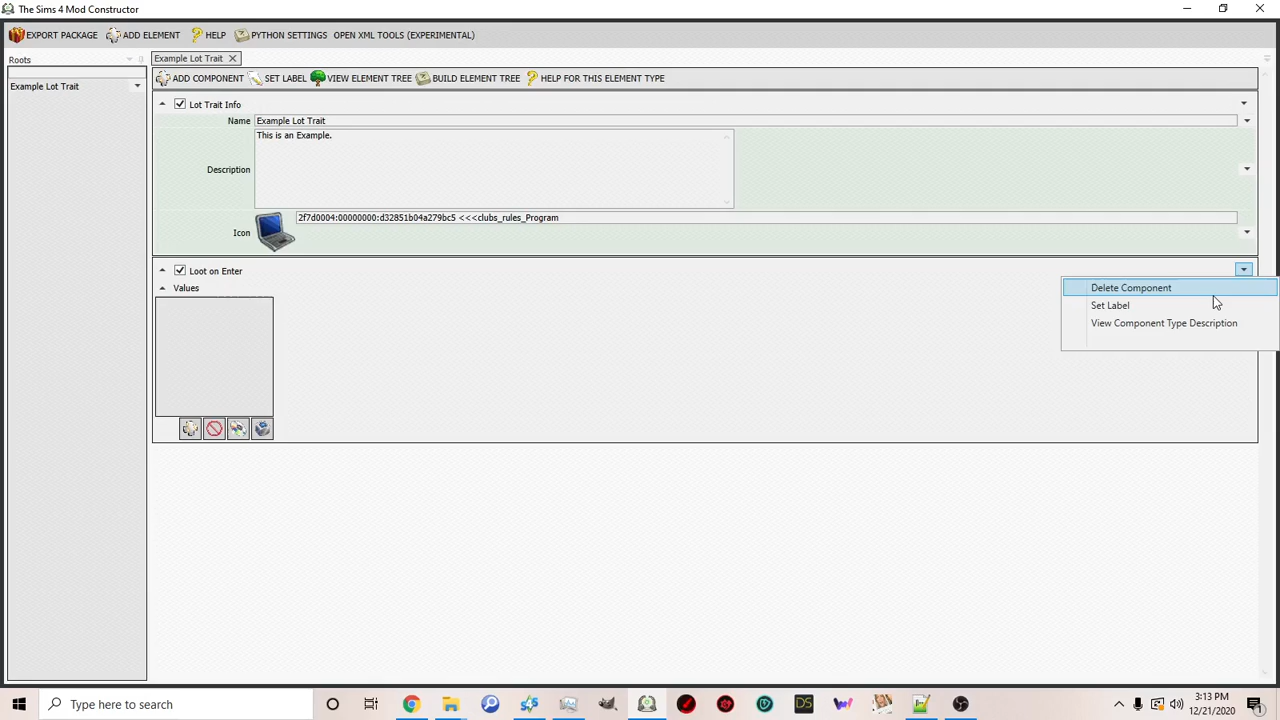 The Sims 4 Mod Constructor
EXPORT PACKAGE ADD ELEMENT HELP PYTHON SETTINGS OPEN XML TOOLS (EXPERIMENTAL)
Roots
Example Lot Trait
Example Lot Trait
ADD COMPONENT SET LABEL VIEW ELEMENT TREE BUILD ELEMENT TREE HELP FOR THIS ELEMENT TYPE
Lot Trait Info
Name Example Lot Trait
Description This is an Example.
Icon 2f7d0004:00000000:d32851b04a279bc5 <<<clubs_rules_Program
Loot on Enter
Values
Delete Component
Set Label
View Component Type Description
Type here to search
DS
3:13 PM
12/21/2020
1